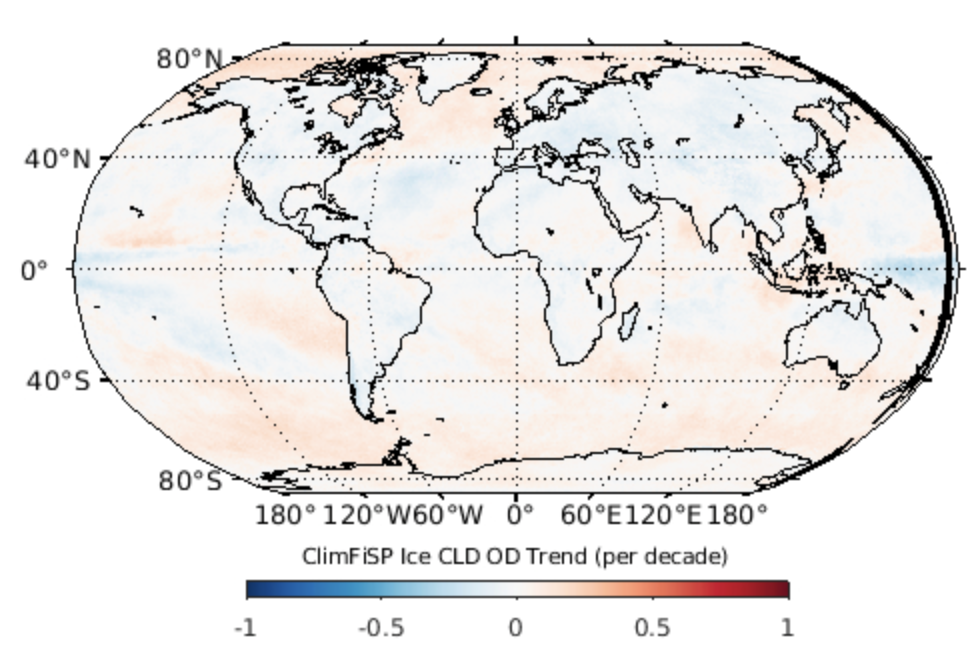 80°N
40°N
0°
40°S
80°S
180° 120°W 60°W 0° 60°E 120°E 180°
ClimFiSP Ice CLD OD Trend (per decade)
-1 -0.5 0 0.5 1